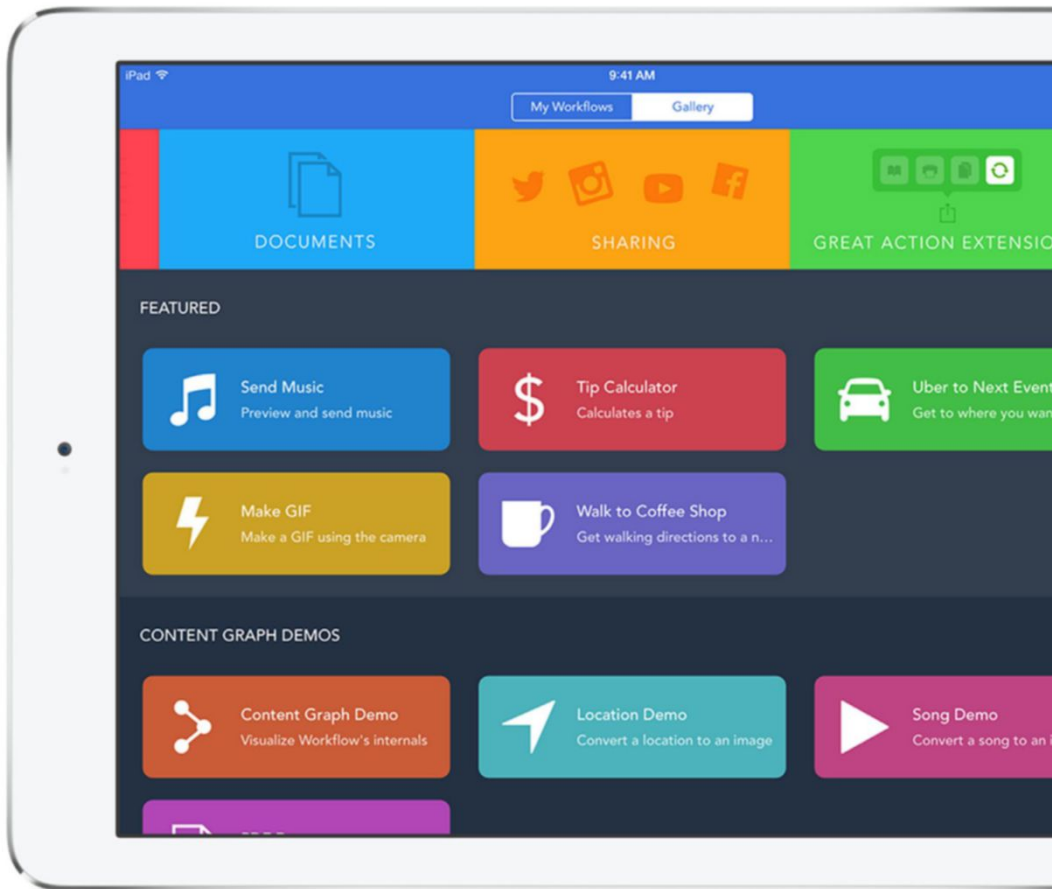 iPad
9:41 AM
My Workflows
Gallery
DOCUMENTS
SHARING
GREAT ACTION
FEATURED
Send Music
Preview and send music
Tip Calculator
Calculates a tip
Uber to Next Event
Get to where you
Make GIF
Make a GIF using the camera
Walk to Coffee Shop
Get walking directions to a n...
CONTENT GRAPH DEMOS
Content Graph Demo
Visualize Workflow's internals
Location Demo
Convert a location to an image
Song Demo
Convert a song to an